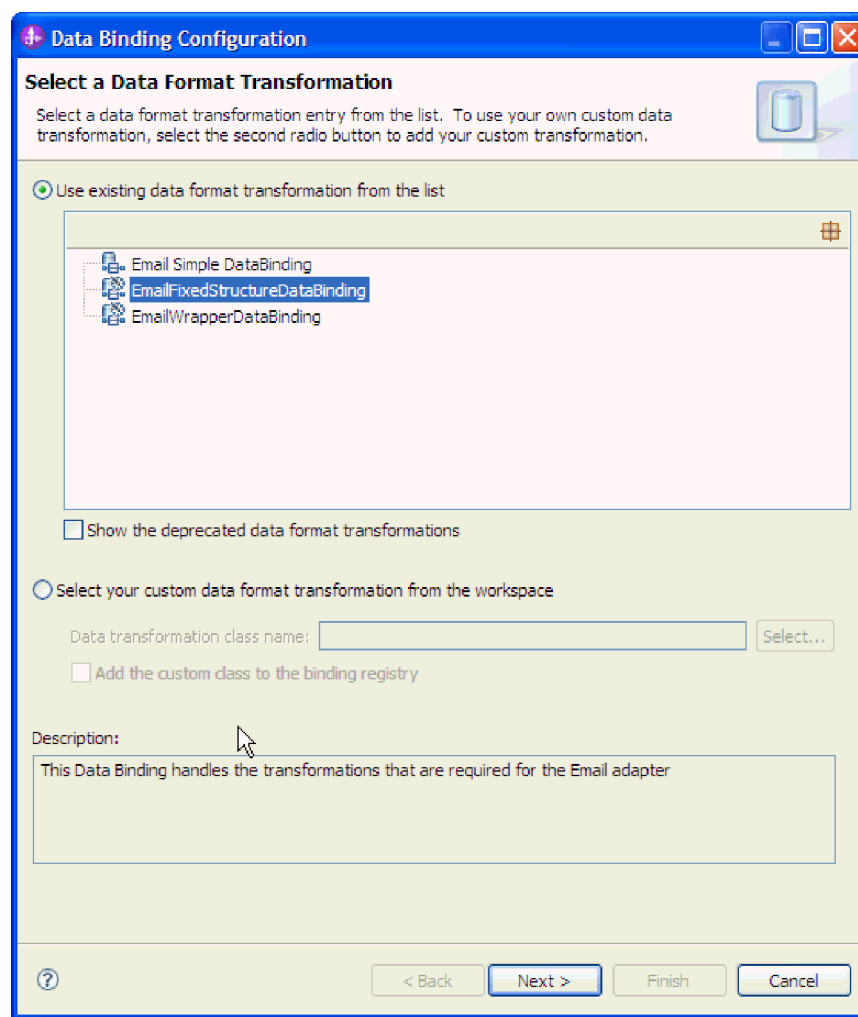 Data Binding Configuration
Select a Data Format Transformation
Select a data format transformation entry from the list. To use your own custom data
transformation, select the second radio button to add your custom transformation.
Use existing data format transformation from the list
Email Simple DataBinding
EmailFixedStructureDataBinding
EmailWrapperDataBinding
Show the deprecated data format transformations
Select your custom data format transformation from the workspace
Data transformation class name: Select...
Add the custom class to the binding registry
Description:
This Data Binding handles the transformations that are required for the Email adapter
? < Back Next > Finish Cancel